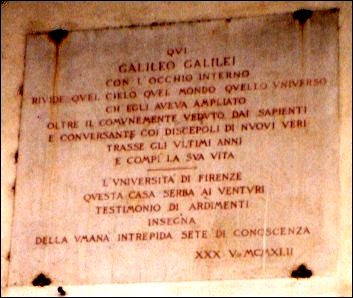 QVI
GALILEO GALILEI
CON L'OCCHIO INTERNO
RIVIDE QVEL CIELO QVEL MONDO QVELLO VNIVERSO
CH EGLI AVEVA AMPLIATO
OLTRE IL COMVNEMENTE VEDVTO DAI SAPIENTI
E CONVERSANTE COI DISCEPOLI DI NVOVI VERI
TRASSE GLI VLTIMI ANNI
E COMPÌ LA SVA VITA
L'VNIVERSITÀ DI FIRENZE
QVESTA CASA SERBA AI VENTVRI
TESTIMONIO DI ARDIMENTI
INSEGNA
DELLA VMANA INTREPIDA SETE DI CONOSCENZA
XXX MCMXLII